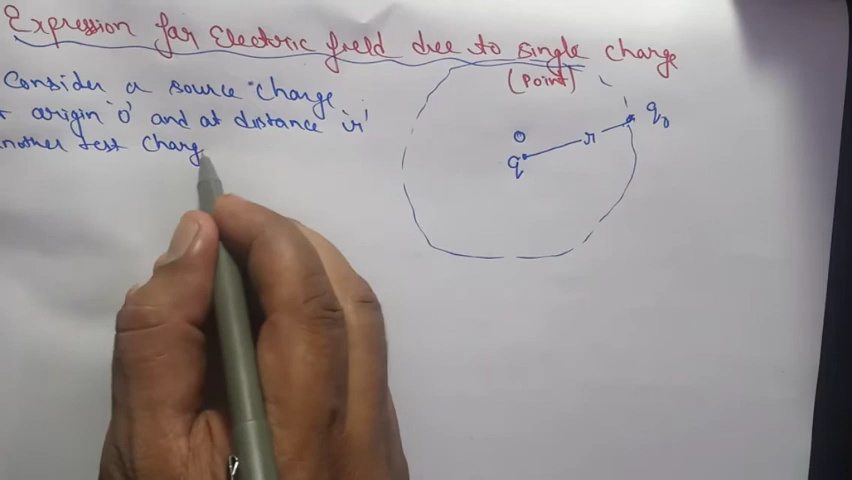 Expression for Electric field due to single charge
(Point)
Consider a source charge
origin 'O' and at distance 'r'
nother test Charg
O
q
r
q₀